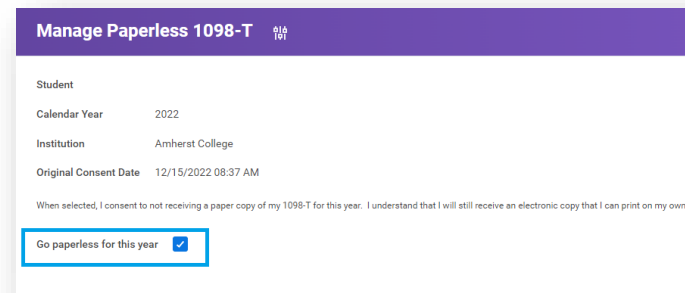 Manage Paperless 1098-T
Student
Calendar Year 2022
Institution Amherst College
Original Consent Date 12/15/2022 08:37 AM
When selected, I consent to not receiving a paper copy of my 1098-T for this year. I understand that I will still receive an electronic copy that I can print on my own
Go paperless for this year